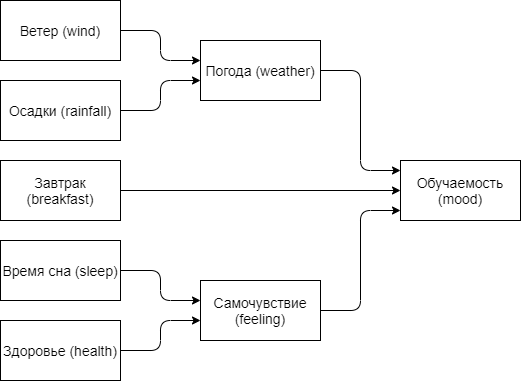 Ветер (wind)
Осадки (rainfall)
Погода (weather)
Завтрак
(breakfast)
Обучаемость
(mood)
Время сна (sleep)
Здоровье (health)
Самочувствие
(feeling)